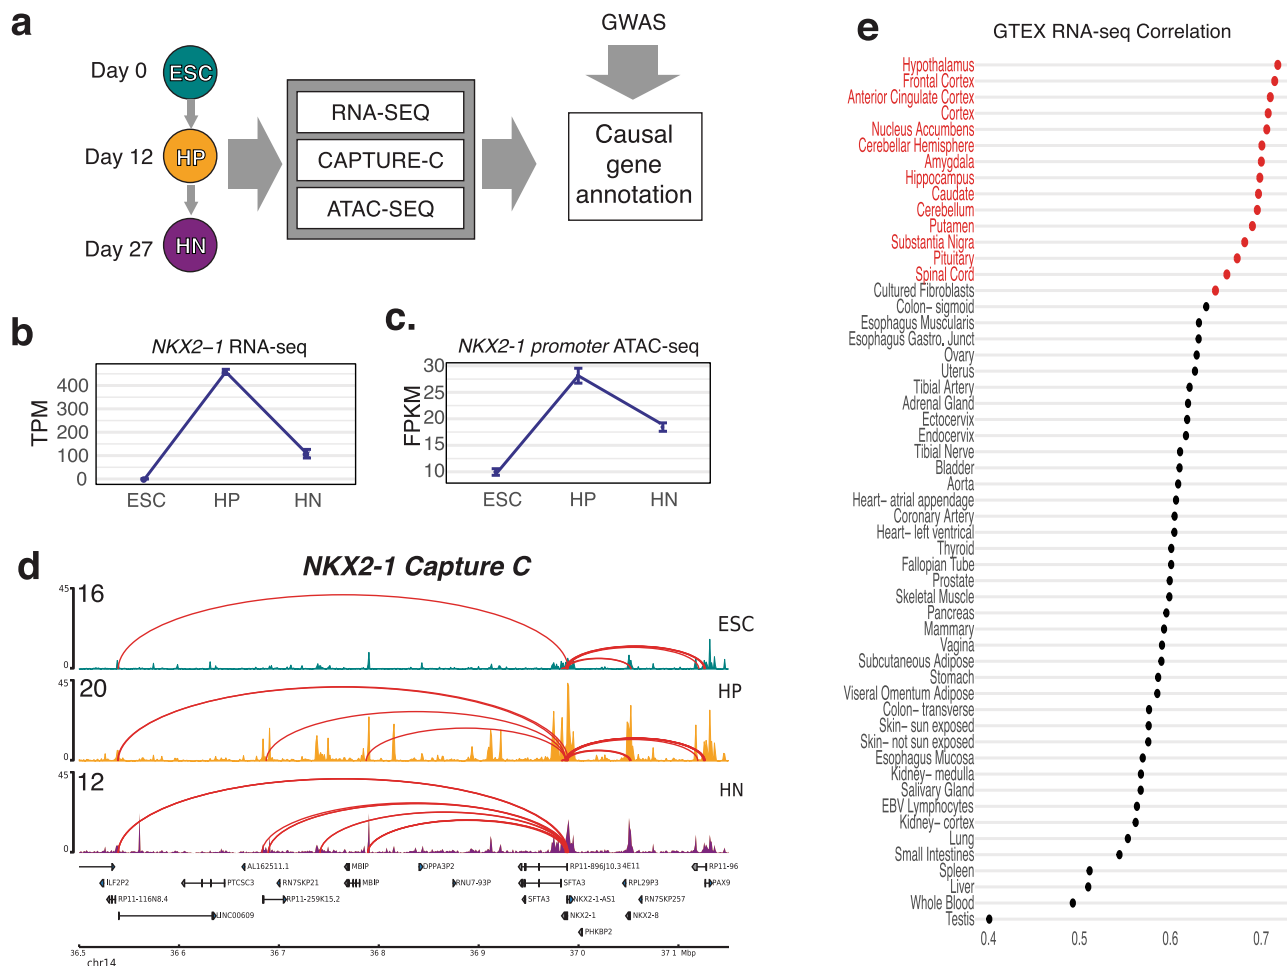 a
Day 0
ESC
Day 12
HP
Day 27
HN
RNA-SEQ
CAPTURE-C
ATAC-SEQ
GWAS
Causal
gene
annotation
b
NKX2–1 RNA-seq
TPM
400
300
200
100
0
ESC
HP
HN
c.
NKX2-1 promoter ATAC-seq
FPKM
30
25
20
15
10
ESC
HP
HN
d
NKX2-1 Capture C
45
16
0
ESC
45
20
0
HP
45
12
0
HN
AL162511.1
MBIP
DPPA3P2
RP11-896J10.3
4E11
RP11-96
ILF2P2
PTCSC3
RN7SKP21
MBIP
RNU7-93P
SFTA3
RPL29P3
PAX9
RP11-116N8.4
RP11-259K15.2
SFTA3
NKX2-1-AS1
RN7SKP257
LINC00609
NKX2-1
NKX2-8
PHKBP2
36.5
36 6
36 7
36 8
36 9
37 0
37 1 Mbp
chr14
e
GTEX RNA-seq Correlation
Hypothalamus
Frontal Cortex
Anterior Cingulate Cortex
Cortex
Nucleus Accumbens
Cerebellar Hemisphere
Amygdala
Hippocampus
Caudate
Cerebellum
Putamen
Substantia Nigra
Pituitary
Spinal Cord
Cultured Fibroblasts
Colon– sigmoid
Esophagus Muscularis
Esophagus Gastro. Junct
Ovary
Uterus
Tibial Artery
Adrenal Gland
Ectocervix
Endocervix
Tibial Nerve
Bladder
Aorta
Heart– atrial appendage
Coronary Artery
Heart– left ventrical
Thyroid
Fallopian Tube
Prostate
Skeletal Muscle
Pancreas
Mammary
Vagina
Subcutaneous Adipose
Stomach
Viseral Omentum Adipose
Colon– transverse
Skin– sun exposed
Skin– not sun exposed
Esophagus Mucosa
Kidney– medulla
Salivary Gland
EBV Lymphocytes
Kidney– cortex
Lung
Small Intestines
Spleen
Liver
Whole Blood
Testis
0.4
0.5
0.6
0.7